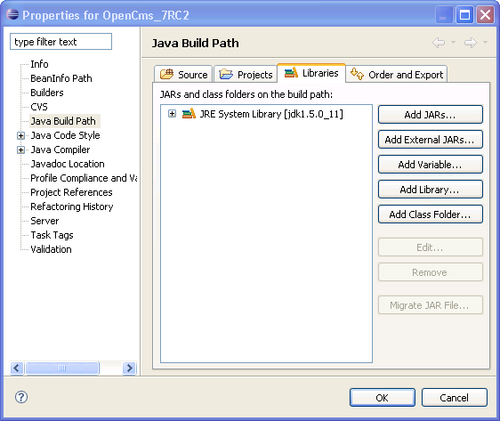 Properties for OpenCms_7RC2
type filter text
Info
BeanInfo Path
Builders
CVS
Java Build Path
Java Code Style
Java Compiler
Javadoc Location
Profile Compliance and Va
Project References
Refactoring History
Server
Task Tags
Validation
Java Build Path
Source
Projects
Libraries
Order and Export
JARs and class folders on the build path:
JRE System Library [jdk1.5.0_11]
Add JARs...
Add External JARs...
Add Variable...
Add Library...
Add Class Folder...
Edit...
Remove
Migrate JAR File...
?
OK
Cancel